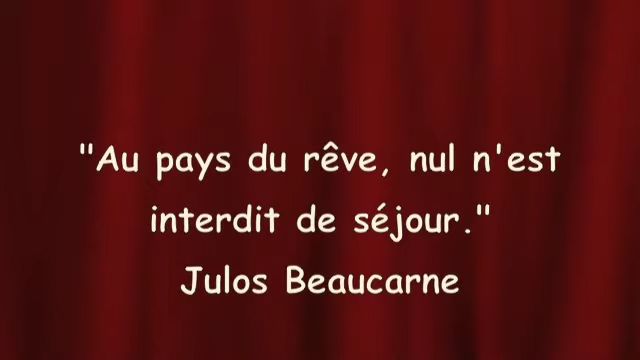 "Au pays du rêve, nul n'est
interdit de séjour."
Julos Beaucarne